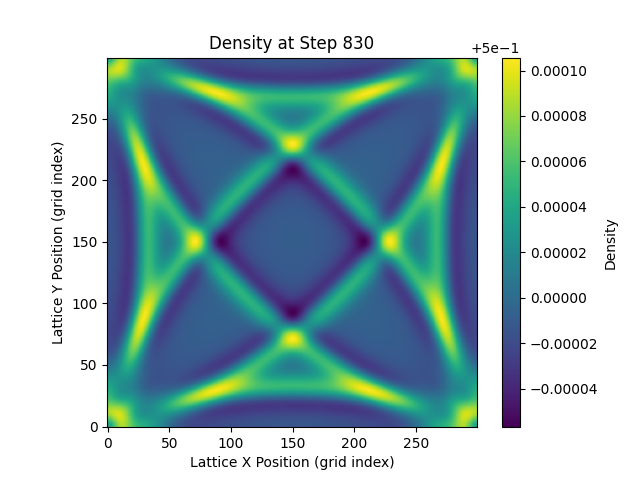 Density at Step 830
+5e−1
Lattice Y Position (grid index)
250
200
150
100
50
0
0 50 100 150 200 250
Lattice X Position (grid index)
0.00010
0.00008
0.00006
0.00004
0.00002
0.00000
−0.00002
−0.00004
Density